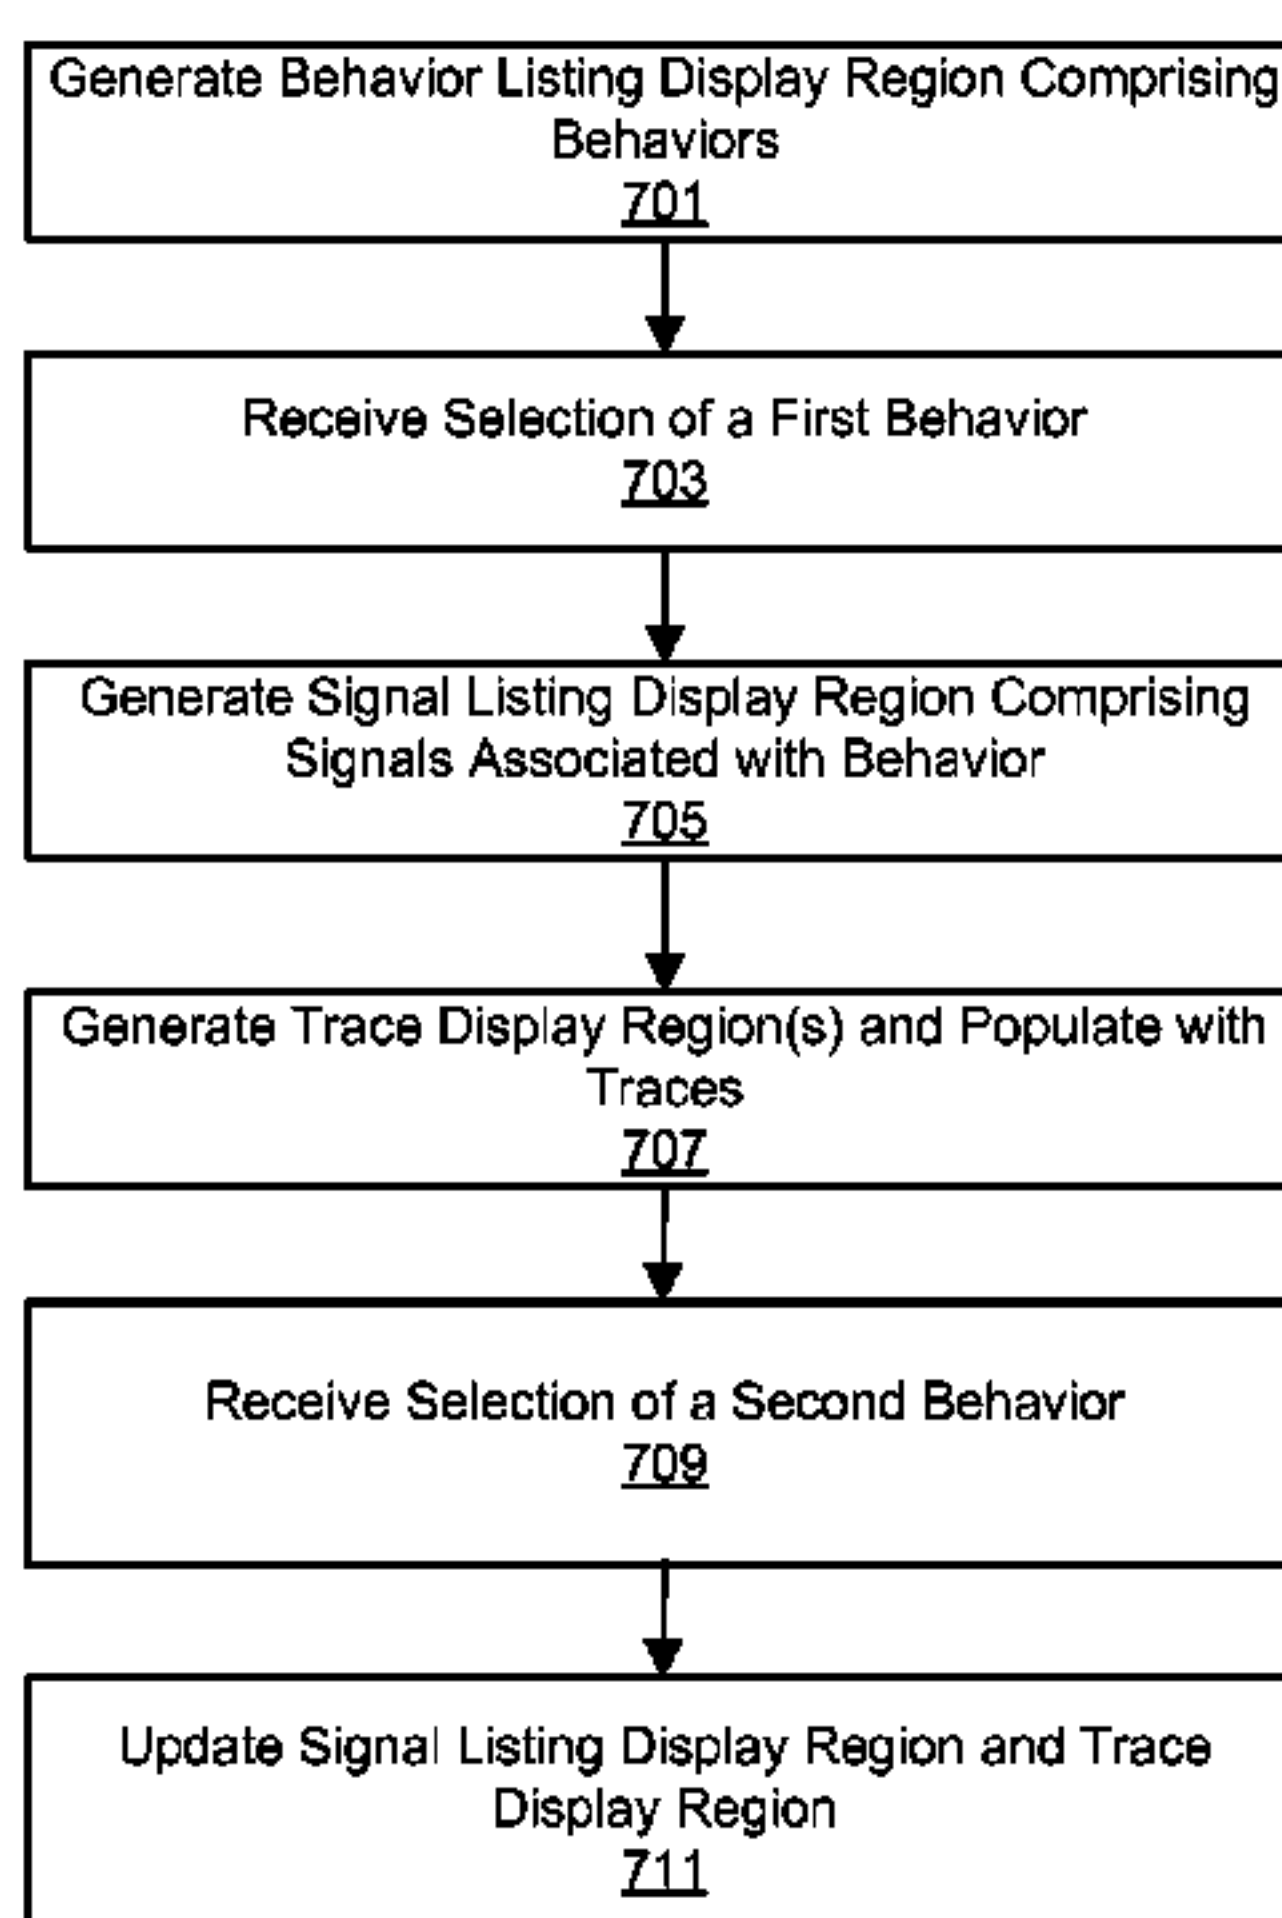 Generate Behavior Listing Display Region Comprising
Behaviors
701
Receive Selection of a First Behavior
703
Generate Signal Listing Display Region Comprising
Signals Associated with Behavior
705
Generate Trace Display Region(s) and Populate with
Traces
707
Receive Selection of a Second Behavior
709
Update Signal Listing Display Region and Trace
Display Region
711